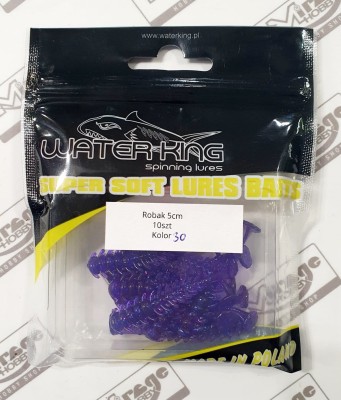 www.waterking.pl
WATER-KING
spinning lures
SUPER SOFT LURES BAITS
Robak 5cm
10szt
Kolor 30
MADE IN POLAND